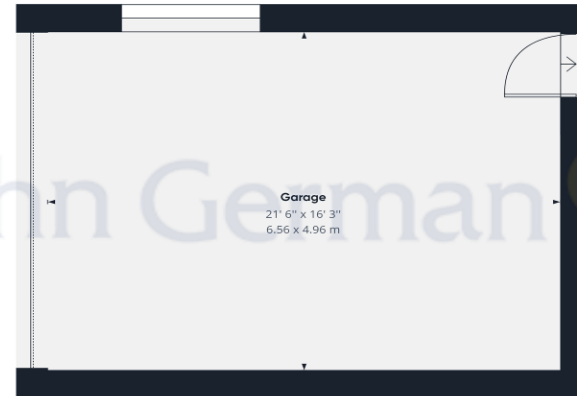 Garage
21' 6" x 16' 3"
6.56 x 4.96 m
hn German